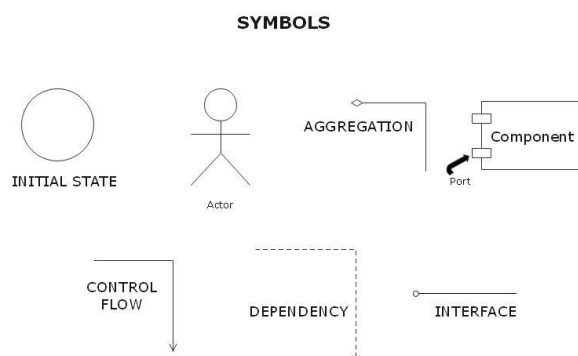 SYMBOLS
INITIAL STATE
Actor
AGGREGATION
Component
Port
CONTROL
FLOW
DEPENDENCY
INTERFACE